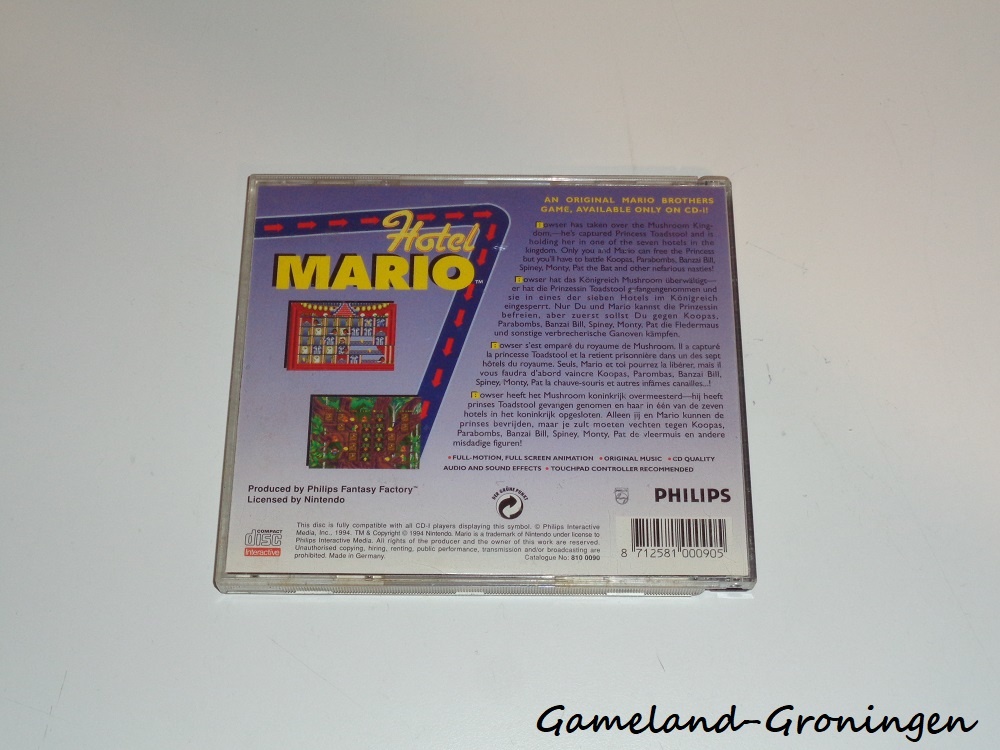 AN ORIGINAL MARIO BROTHERS
GAME, AVAILABLE ONLY ON CD-i!
Hotel
MARIO™
Bowser has taken over the Mushroom King-
dom,—he's captured Princess Toadstool and is
holding her in one of the seven hotels in the
kingdom. Only you and Mario can free the Princess
but you'll have to battle Koopas, Parabombs, Banzai Bill,
Spiney, Monty, Pat the Bat and other nefarious nasties!
Bowser hat das Königreich Mushroom überwältigt—
er hat die Prinzessin Toadstool gefangengenommen und
sie in eines der sieben Hotels im Königreich
eingesperrt. Nur Du und Mario kannst die Prinzessin
befreien, aber zuerst sollst Du gegen Koopas,
Parabombs, Banzai Bill, Spiney, Monty, Pat die Fledermaus
und sonstige verbrecherische Ganoven kämpfen.
Bowser s'est emparé du royaume de Mushroom. Il a capturé
la princesse Toadstool et la retient prisonnière dans un des sept
hôtels du royaume. Seuls, Mario et toi pourrez la libérer, mais il
vous faudra d'abord vaincre Koopas, Parombas, Banzai Bill,
Spiney, Monty, Pat la chauve-souris et autres infâmes canailles..!
Bowser heeft het Mushroom koninkrijk overmeesterd—hij heeft
prinses Toadstool gevangen genomen en haar in één van de zeven
hotels in het koninkrijk opgesloten. Alleen jij en Mario kunnen de
prinses bevrijden, maar je zult moeten vechten tegen Koopas,
Parabombs, Banzai Bill, Spiney, Monty, Pat de vleermuis en andere
misdadige figuren!
• FULL-MOTION, FULL SCREEN ANIMATION • ORIGINAL MUSIC • CD QUALITY
AUDIO AND SOUND EFFECTS • TOUCHPAD CONTROLLER RECOMMENDED
Produced by Philips Fantasy Factory™
Licensed by Nintendo
DER GRÜNE PUNKT
PHILIPS
COMPACT
disc
Interactive
This disc is fully compatible with all CD-I players displaying this symbol. © Philips Interactive
Media, Inc., 1994. TM & Copyright © 1994 Nintendo. Mario is a trademark of Nintendo under license to
Philips Interactive Media. All rights of the producer and the owner of this work are reserved.
Unauthorised copying, hiring, renting, public performance, transmission and/or broadcasting are
prohibited. Made in Germany. Catalogue No: 810 0090
8 712581 000905
Gameland-Groningen